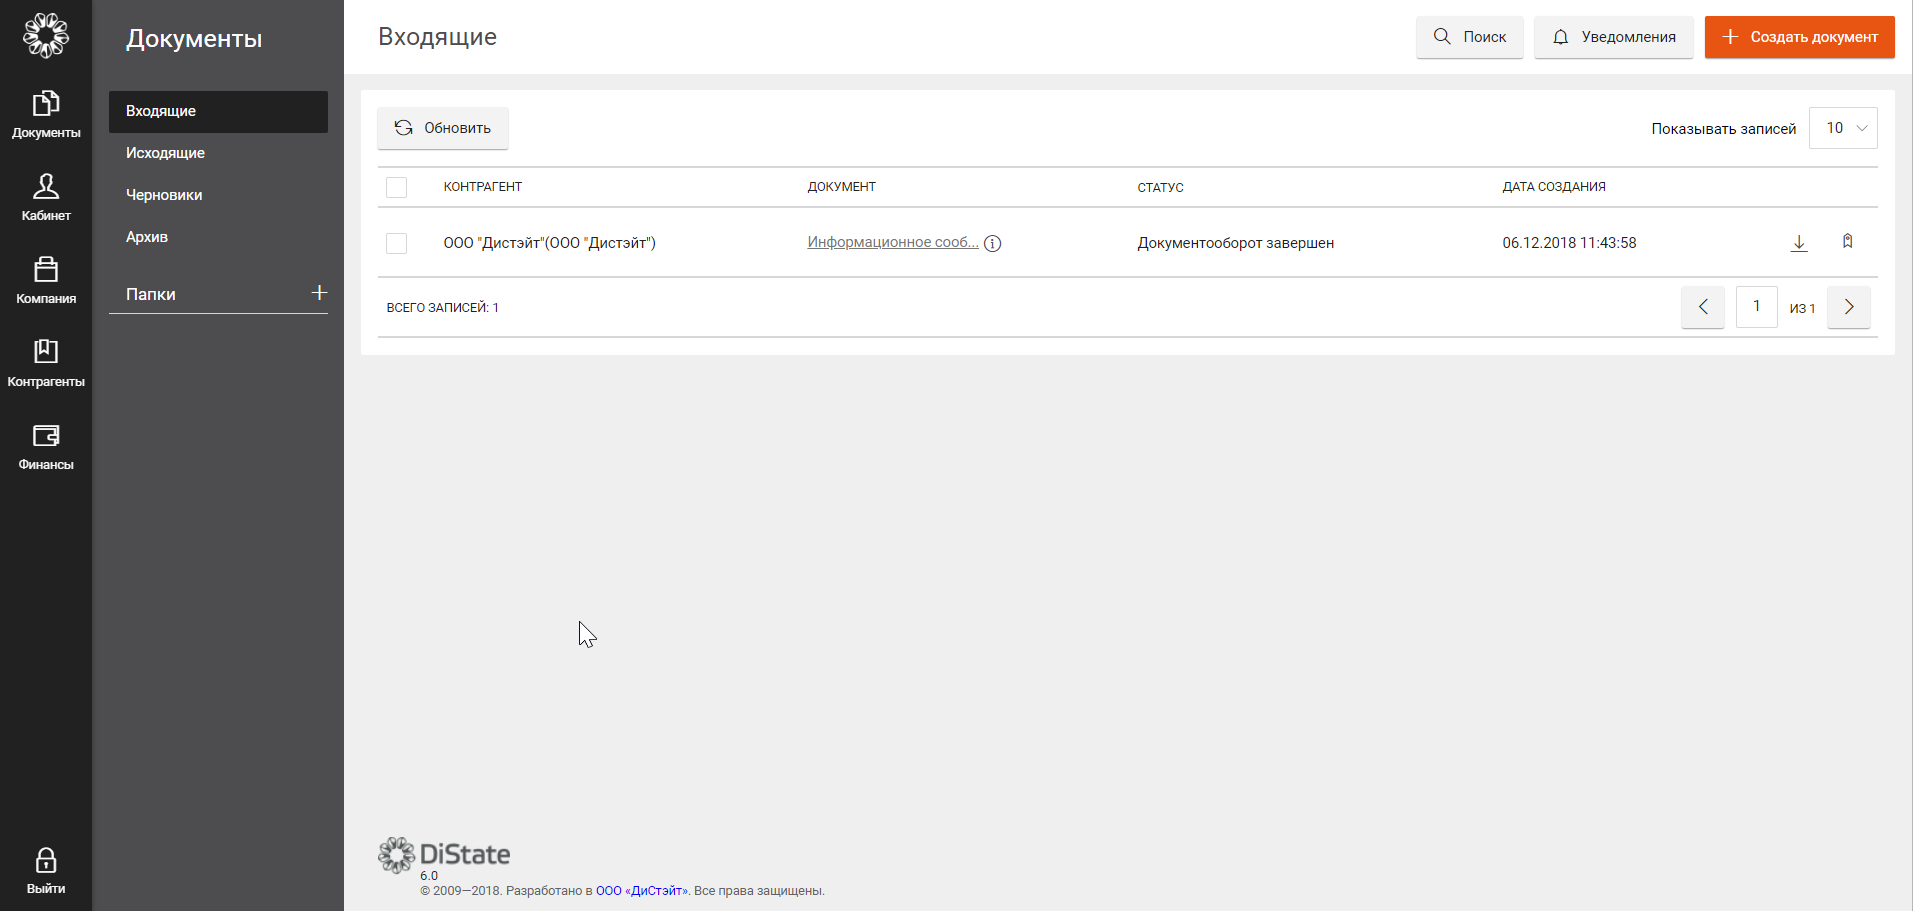 Документы
Кабинет
Компания
Контрагенты
Финансы
Выйти
Документы
Входящие
Исходящие
Черновики
Архив
Папки
Входящие
Поиск
Уведомления
Создать документ
Обновить
Показывать записей
10
КОНТРАГЕНТ
ДОКУМЕНТ
СТАТУС
ДАТА СОЗДАНИЯ
ООО "Дистэйт"(ООО "Дистэйт")
Информационное сооб...
Документооборот завершен
06.12.2018 11:43:58
ВСЕГО ЗАПИСЕЙ: 1
1
ИЗ 1
DiState
6.0
© 2009—2018. Разработано в ООО «ДиСтэйт». Все права защищены.